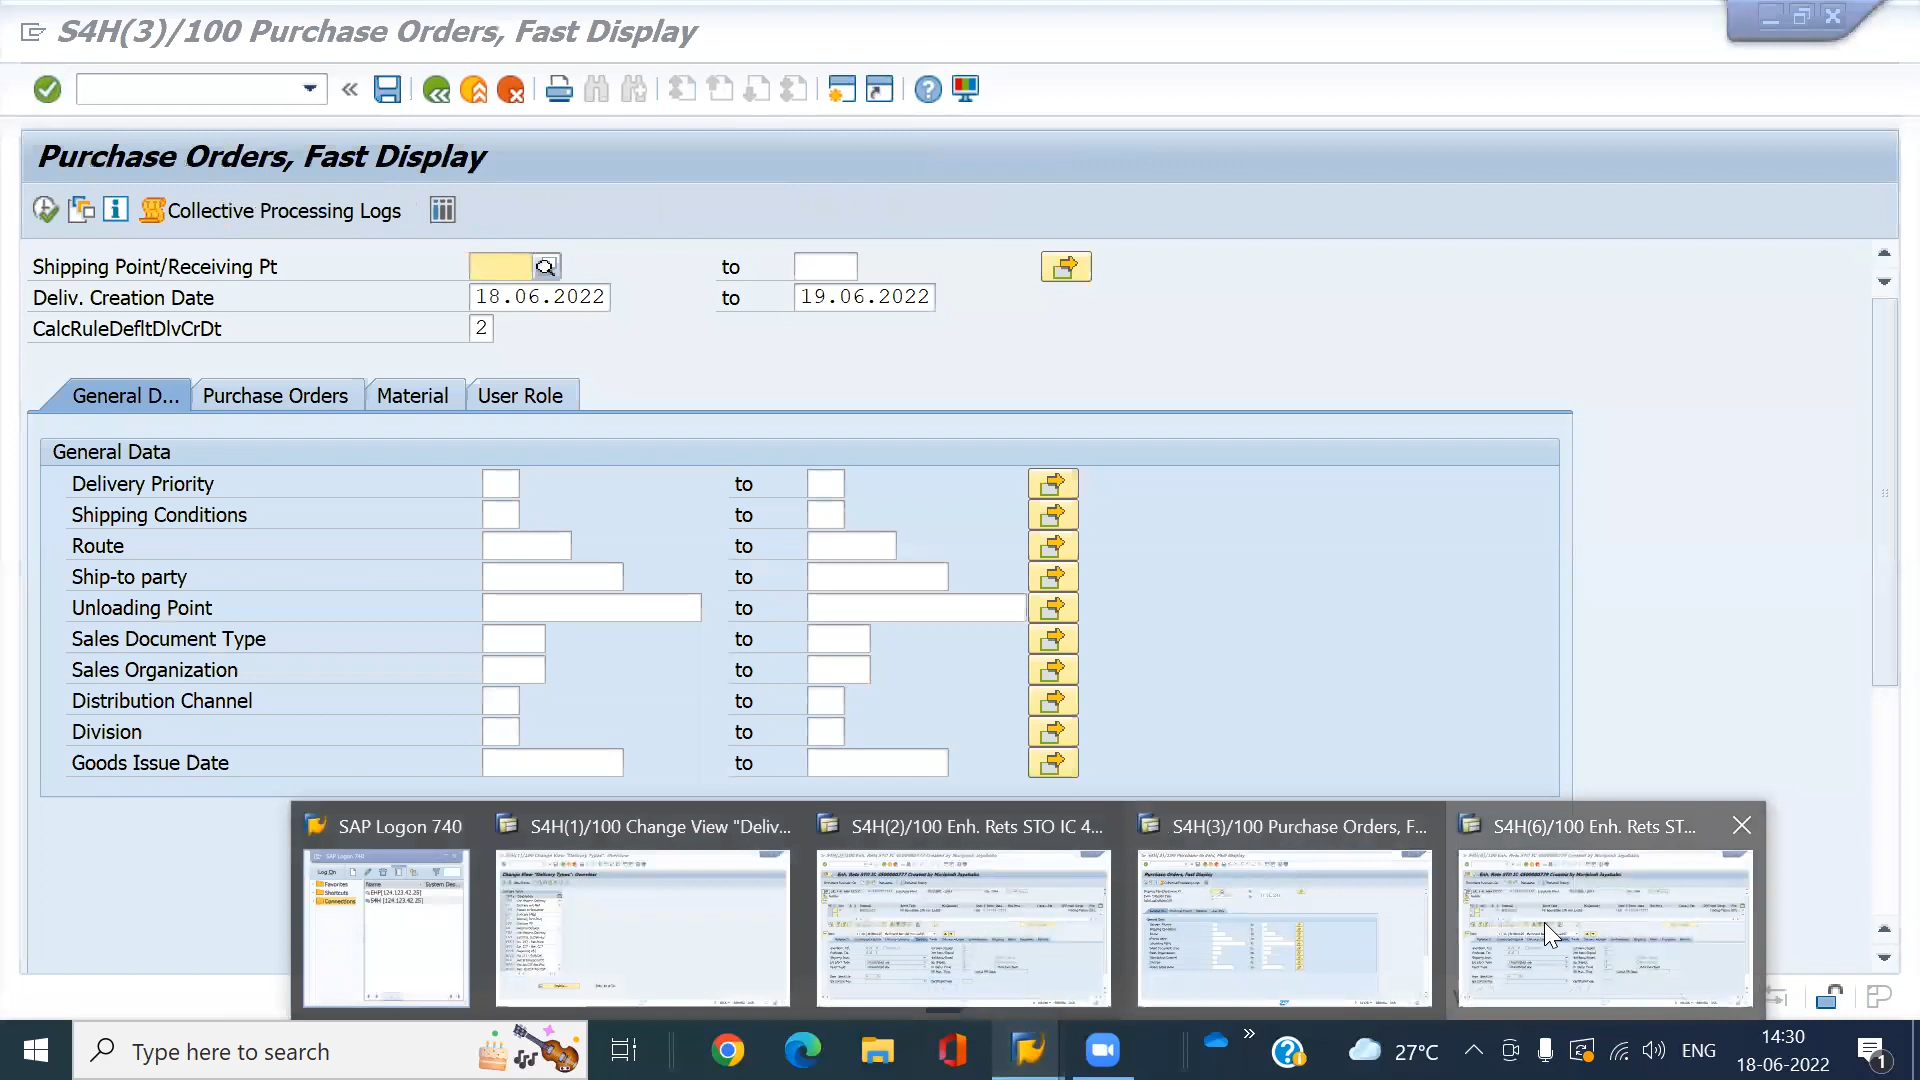 S4H(3)/100 Purchase Orders, Fast Display
Purchase Orders, Fast Display
Collective Processing Logs
Shipping Point/Receiving Pt to
Deliv. Creation Date 18.06.2022 to 19.06.2022
CalcRuleDefltDlvCrDt 2
General D... Purchase Orders Material User Role
General Data
Delivery Priority to
Shipping Conditions to
Route to
Ship-to party to
Unloading Point to
Sales Document Type to
Sales Organization to
Distribution Channel to
Division to
Goods Issue Date to
SAP Logon 740 S4H(1)/100 Change View "Deliv... S4H(2)/100 Enh. Rets STO IC 4... S4H(3)/100 Purchase Orders, F... S4H(6)/100 Enh. Rets ST...
Type here to search
27°C
ENG
14:30
18-06-2022
1